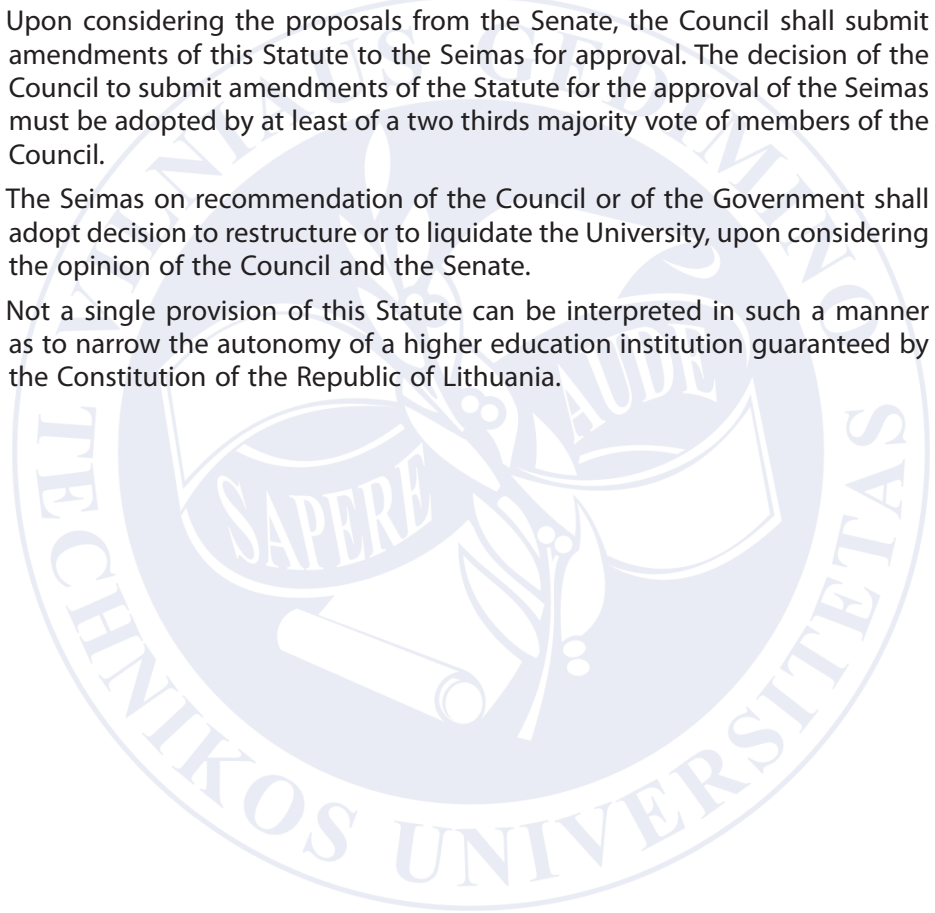 Upon considering the proposals from the Senate, the Council shall submit
amendments of this Statute to the Seimas for approval. The decision of the
Council to submit amendments of the Statute for the approval of the Seimas
must be adopted by at least of a two thirds majority vote of members of the
Council.
The Seimas on recommendation of the Council or of the Government shall
adopt decision to restructure or to liquidate the University, upon considering
the opinion of the Council and the Senate.
Not a single provision of this Statute can be interpreted in such a manner
as to narrow the autonomy of a higher education institution guaranteed by
the Constitution of the Republic of Lithuania.
VILNIAUS GEDIMINO
TECHNIKOS UNIVERSITETAS
SAPERE
AUDE